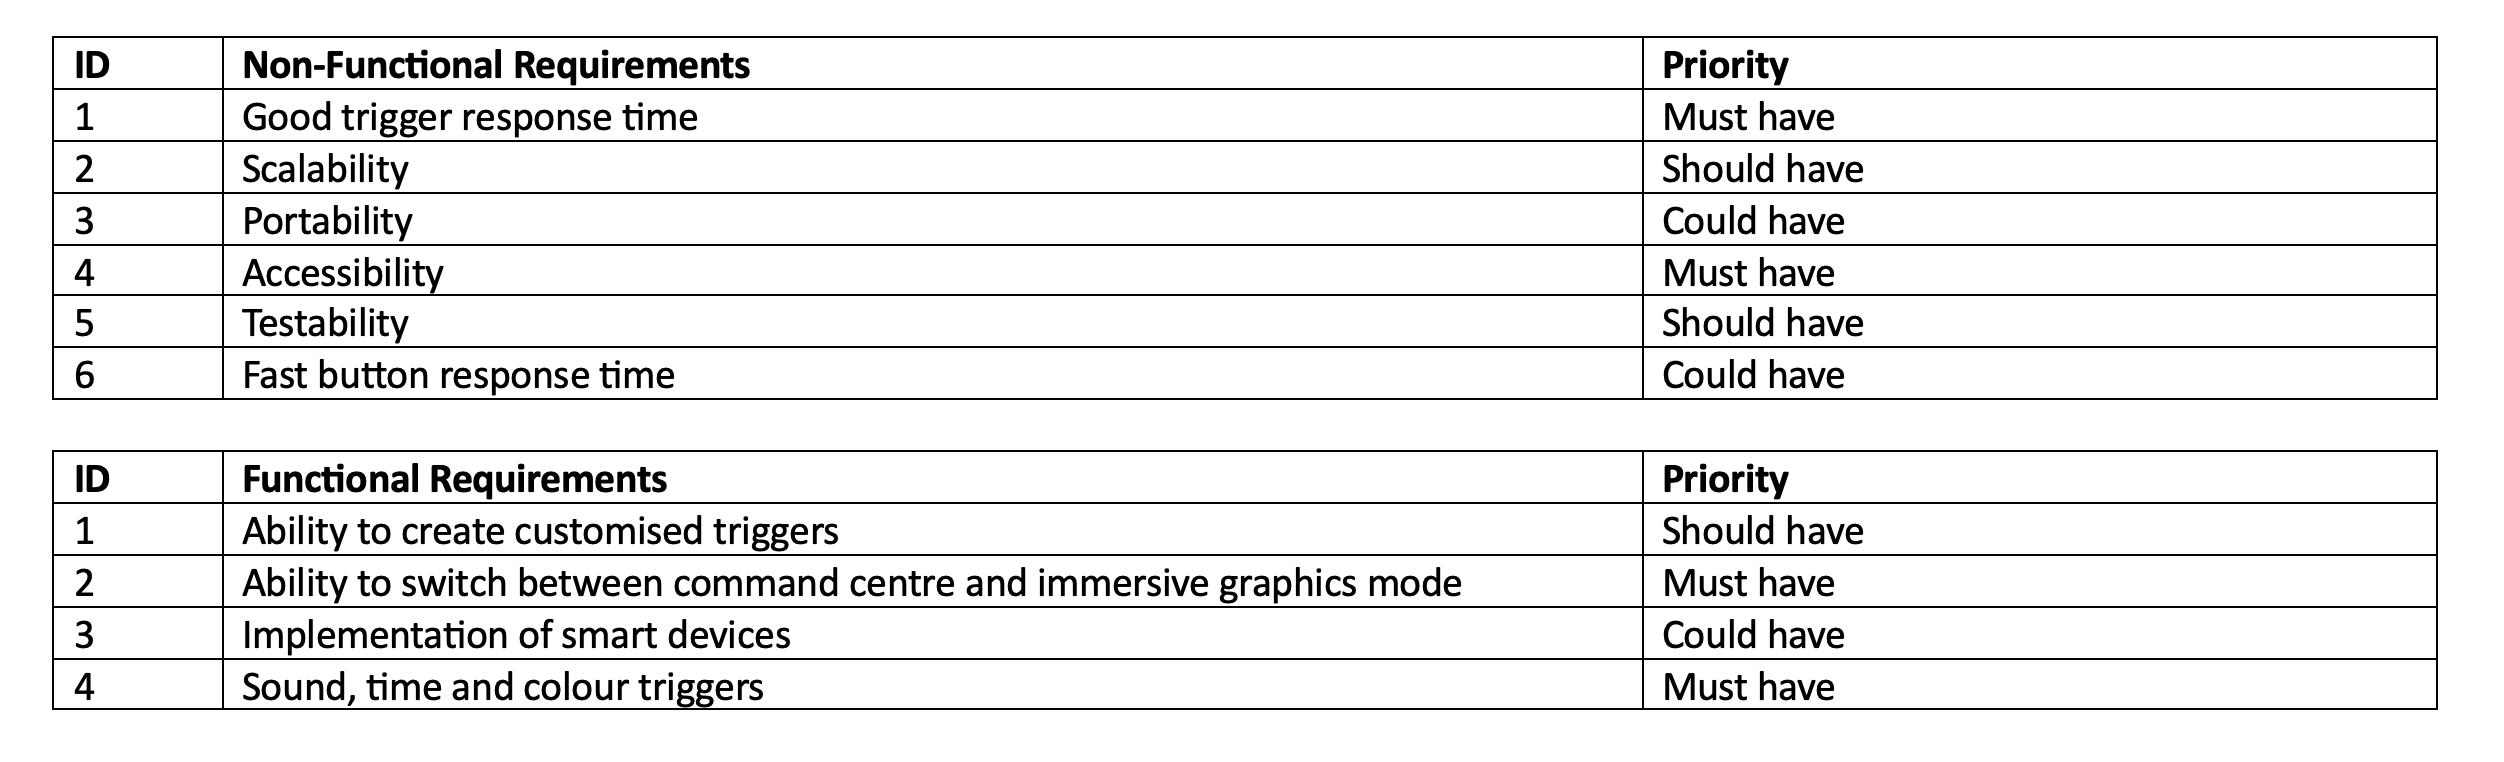 ID Non-Functional Requirements Priority
1 Good trigger response time Must have
2 Scalability Should have
3 Portability Could have
4 Accessibility Must have
5 Testability Should have
6 Fast button response time Could have
ID Functional Requirements Priority
1 Ability to create customised triggers Should have
2 Ability to switch between command centre and immersive graphics mode Must have
3 Implementation of smart devices Could have
4 Sound, time and colour triggers Must have